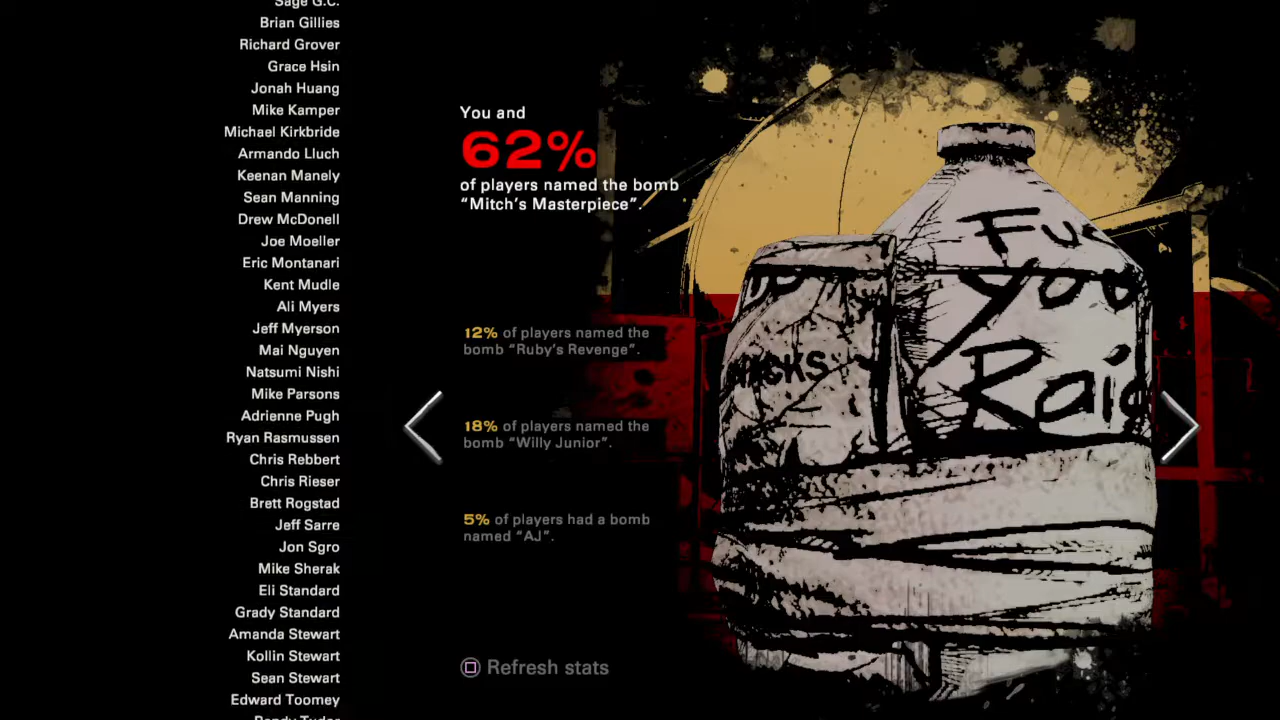 Sage G.C.
Brian Gillies
Richard Grover
Grace Hsin
Jonah Huang
Mike Kamper
Michael Kirkbride
Armando Lluch
Keenan Manely
Sean Manning
Drew McDonell
Joe Moeller
Eric Montanari
Kent Mudle
Ali Myers
Jeff Myerson
Mai Nguyen
Natsumi Nishi
Mike Parsons
Adrienne Pugh
Ryan Rasmussen
Chris Rebbert
Chris Rieser
Brett Rogstad
Jeff Sarre
Jon Sgro
Mike Sherak
Eli Standard
Grady Standard
Amanda Stewart
Kollin Stewart
Sean Stewart
Edward Toomey
You and
62%
of players named the bomb
“Mitch’s Masterpiece”.
12% of players named the
bomb “Ruby’s Revenge”.
18% of players named the
bomb “Willy Junior”.
5% of players had a bomb
named “AJ”.
Refresh stats
Fuc
You
Raid